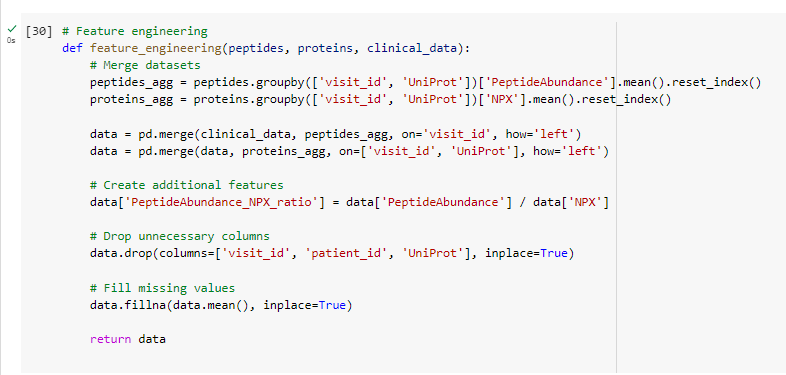 [30] # Feature engineering
0s
def feature_engineering(peptides, proteins, clinical_data):
    # Merge datasets
    peptides_agg = peptides.groupby(['visit_id', 'UniProt'])['PeptideAbundance'].mean().reset_index()
    proteins_agg = proteins.groupby(['visit_id', 'UniProt'])['NPX'].mean().reset_index()

    data = pd.merge(clinical_data, peptides_agg, on='visit_id', how='left')
    data = pd.merge(data, proteins_agg, on=['visit_id', 'UniProt'], how='left')

    # Create additional features
    data['PeptideAbundance_NPX_ratio'] = data['PeptideAbundance'] / data['NPX']

    # Drop unnecessary columns
    data.drop(columns=['visit_id', 'patient_id', 'UniProt'], inplace=True)

    # Fill missing values
    data.fillna(data.mean(), inplace=True)

    return data